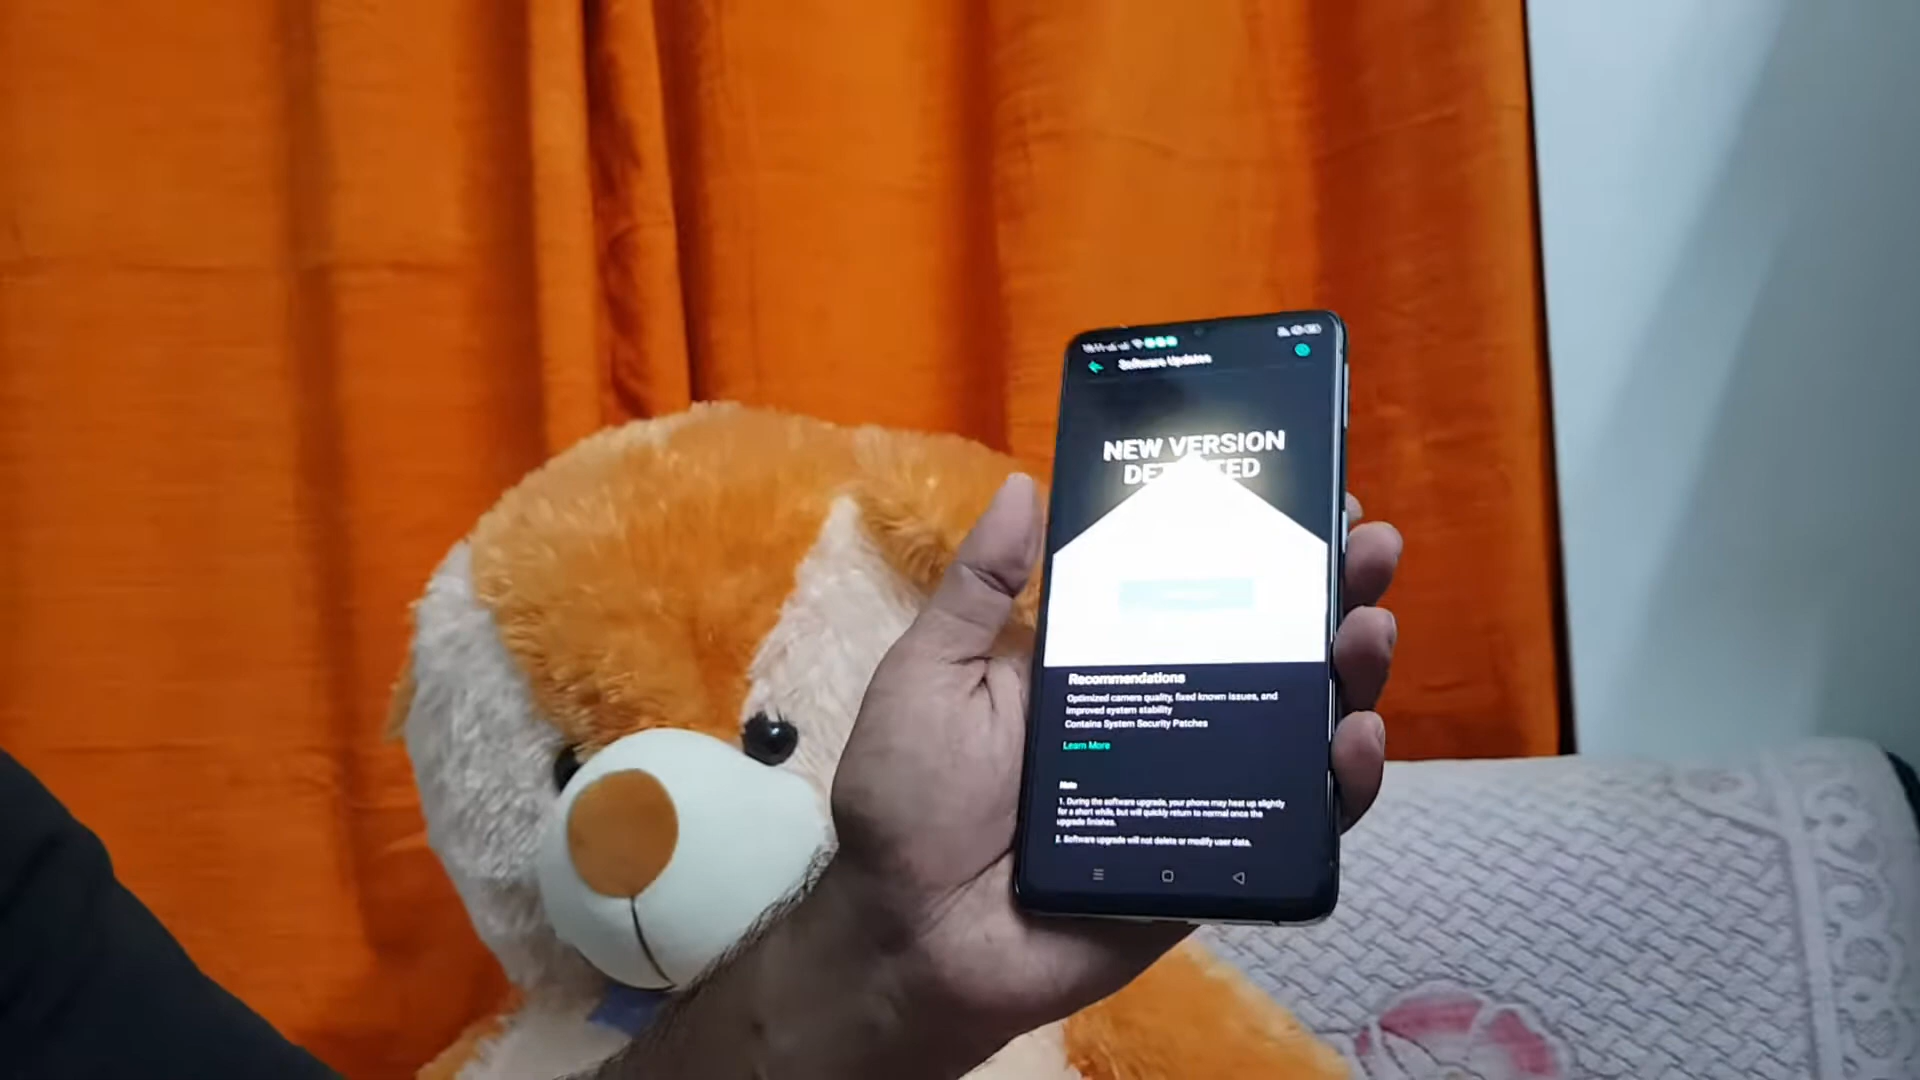 Software Updates
NEW VERSION
DETECTED
Recommendations
Optimized camera quality, fixed known issues, and
improved system stability
Contains System Security Patches
Learn More
Note
1. During the software upgrade, your phone may heat up slightly
for a short while, but will quickly return to normal once the
upgrade finishes.
2. Software upgrade will not delete or modify user data.